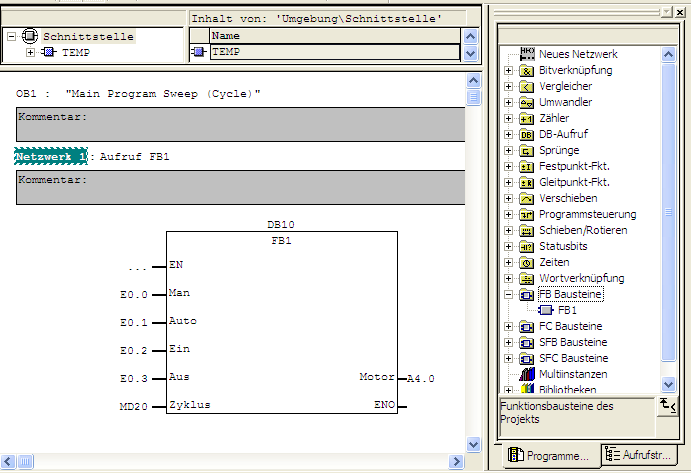 Inhalt von: 'Umgebung\Schnittstelle'
Schnittstelle
TEMP
Name
TEMP
OB1 : "Main Program Sweep (Cycle)"
Kommentar:
Netzwerk 1: Aufruf FB1
Kommentar:
DB10
FB1
... EN
E0.0 Man
E0.1 Auto
E0.2 Ein
E0.3 Aus
Motor A4.0
MD20 Zyklus
ENO
Neues Netzwerk
Bitverknüpfung
Vergleicher
Umwandler
Zähler
DB-Aufruf
Sprünge
Festpunkt-Fkt.
Gleitpunkt-Fkt.
Verschieben
Programmsteuerung
Schieben/Rotieren
Statusbits
Zeiten
Wortverknüpfung
FB Bausteine
FB1
FC Bausteine
SFB Bausteine
SFC Bausteine
Multiinstanzen
Bibliotheken
Funktionsbausteine des
Projekts
Programme...
Aufrufstr...